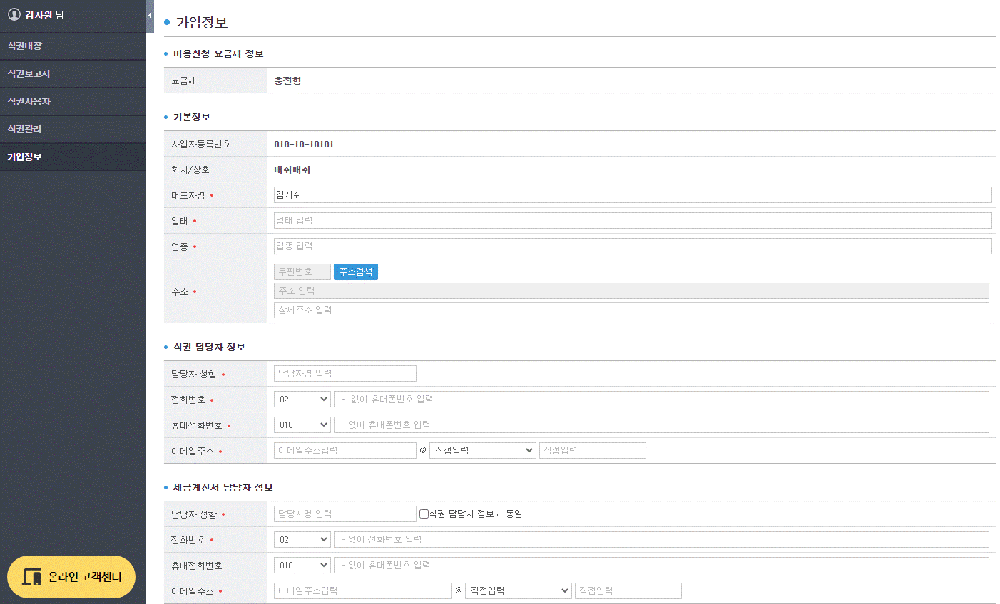 김사원 님
식권대장
식권보고서
식권사용자
식권관리
가입정보
온라인 고객센터
가입정보
이용신청 요금제 정보
요금제 충전형
기본정보
사업자등록번호 010-10-10101
회사/상호 매쉬매쉬
대표자명 • 김케쉬
업태 • 업태 입력
업종 • 업종 입력
주소 • 우편번호 주소검색
주소 입력
상세주소 입력
식권 담당자 정보
담당자 성함 • 담당자명 입력
전화번호 • 02 '-' 없이 휴대폰번호 입력
휴대전화번호 • 010 '-'없이 휴대폰번호 입력
이메일주소 • 이메일주소입력 @ 직접입력 직접입력
세금계산서 담당자 정보
담당자 성함 • 담당자명 입력 식권 담당자 정보와 동일
전화번호 • 02 '-'없이 전화번호 입력
휴대전화번호 010 '-'없이 휴대폰번호 입력
이메일주소 • 이메일주소입력 @ 직접입력 직접입력